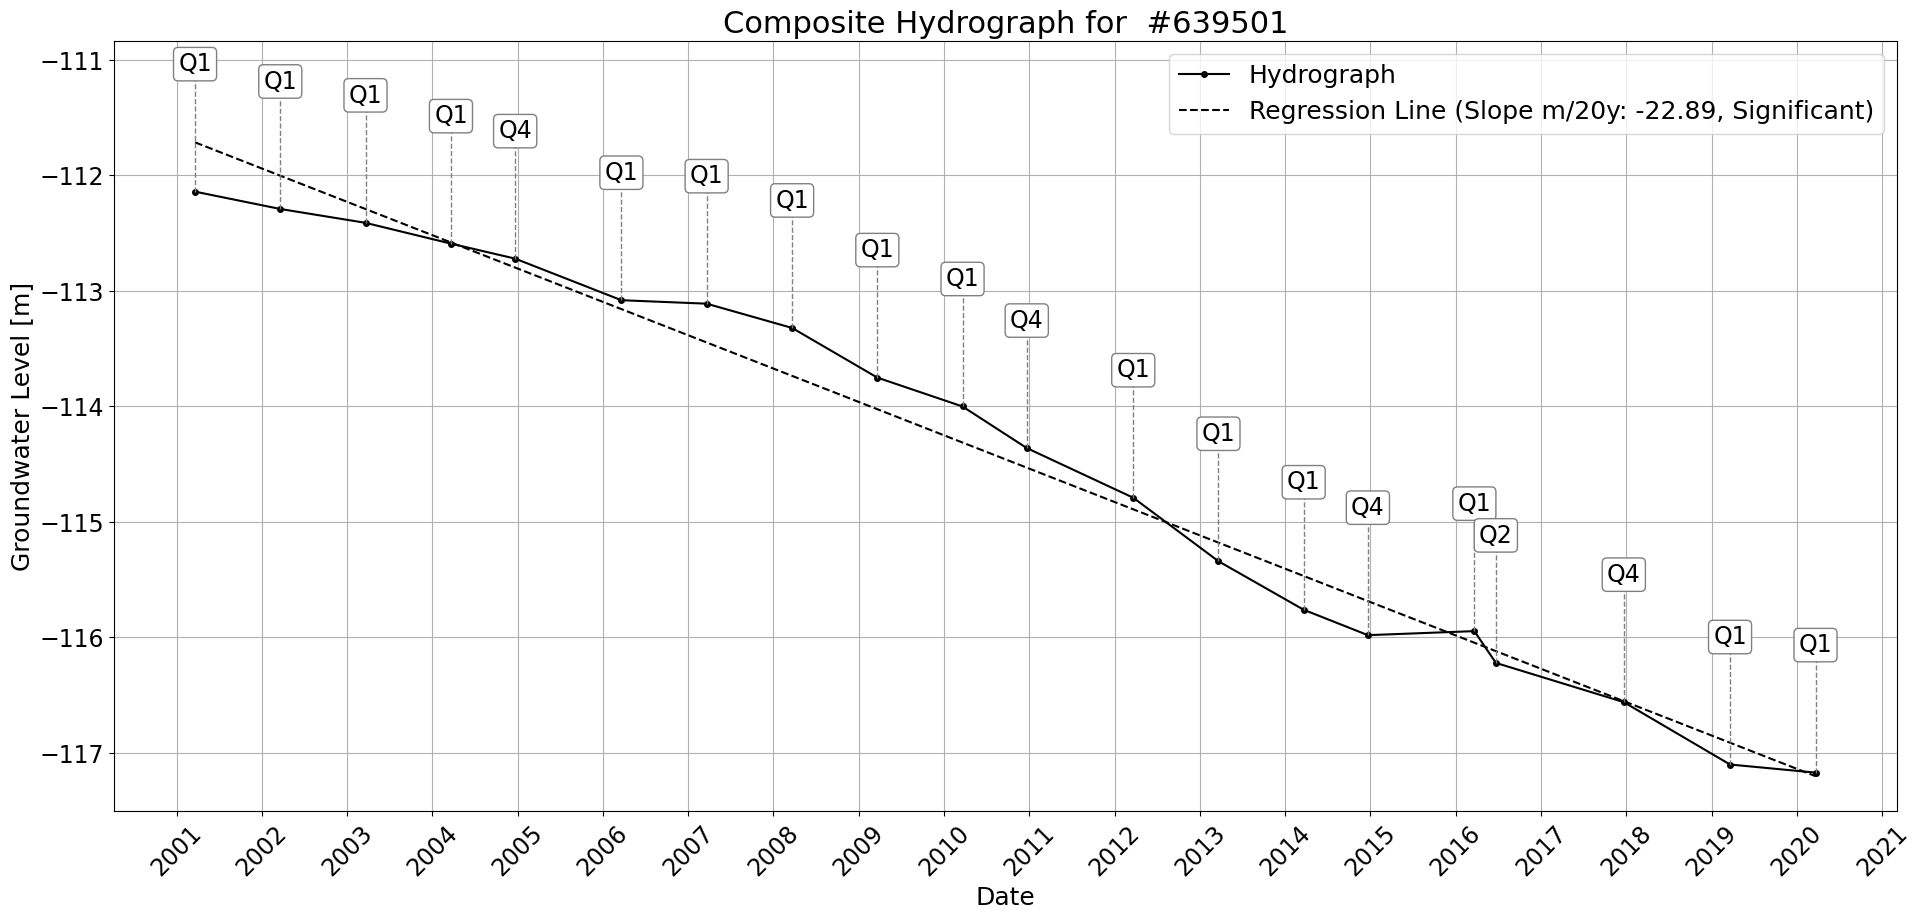 Composite Hydrograph for  #639501
Hydrograph
Regression Line (Slope m/20y: -22.89, Significant)
Groundwater Level [m]
−111
−112
−113
−114
−115
−116
−117
Q1
Q1
Q1
Q1
Q4
Q1
Q1
Q1
Q1
Q1
Q4
Q1
Q1
Q1
Q4
Q1
Q2
Q4
Q1
Q1
2001
2002
2003
2004
2005
2006
2007
2008
2009
2010
2011
2012
2013
2014
2015
2016
2017
2018
2019
2020
2021
Date